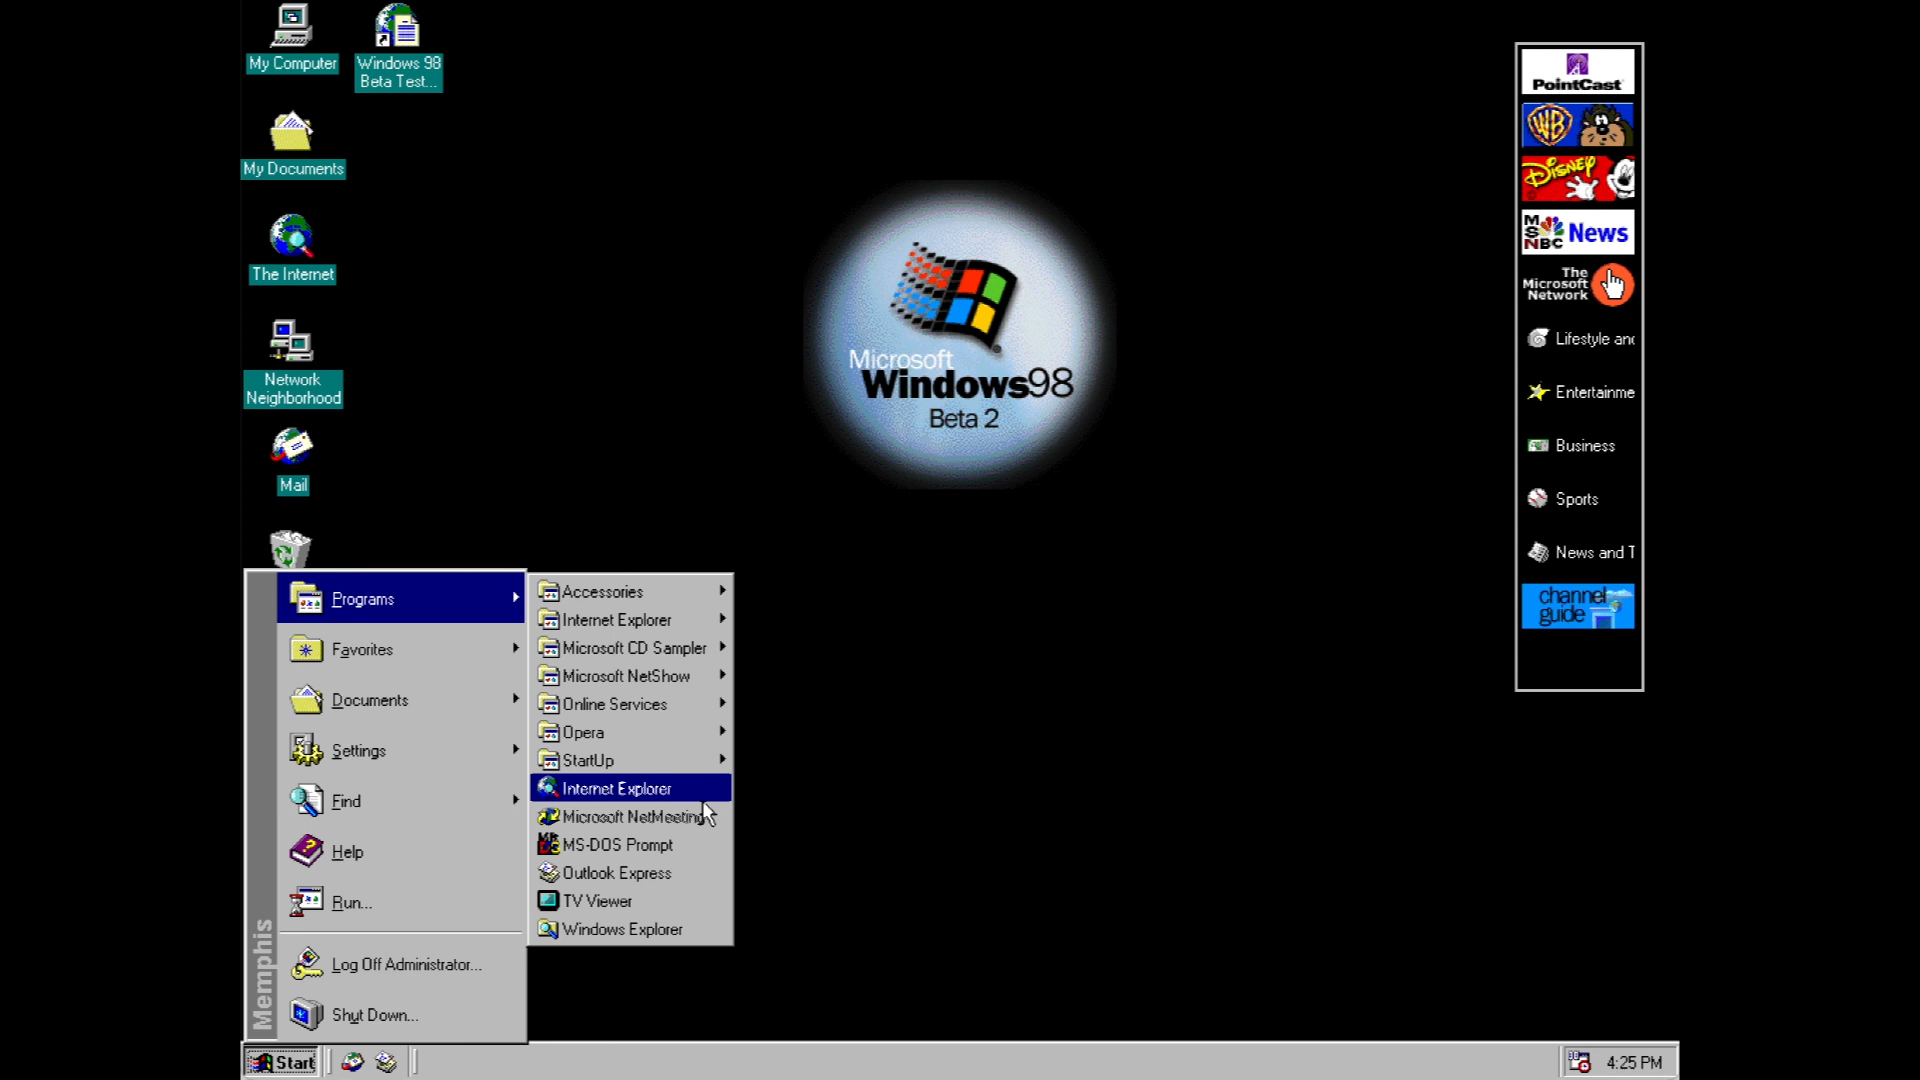 My Computer
Windows 98
Beta Test...
My Documents
The Internet
Network
Neighborhood
Mail
Microsoft
Windows98
Beta 2
PointCast
WB
Disney
MSNBC News
The
Microsoft
Network
Lifestyle and
Entertainme
Business
Sports
News and T
channel
guide
Programs
Favorites
Documents
Settings
Find
Help
Run...
Log Off Administrator...
Shut Down...
Memphis
Accessories
Internet Explorer
Microsoft CD Sampler
Microsoft NetShow
Online Services
Opera
StartUp
Internet Explorer
Microsoft NetMeeting
MS-DOS Prompt
Outlook Express
TV Viewer
Windows Explorer
Start
4:25 PM